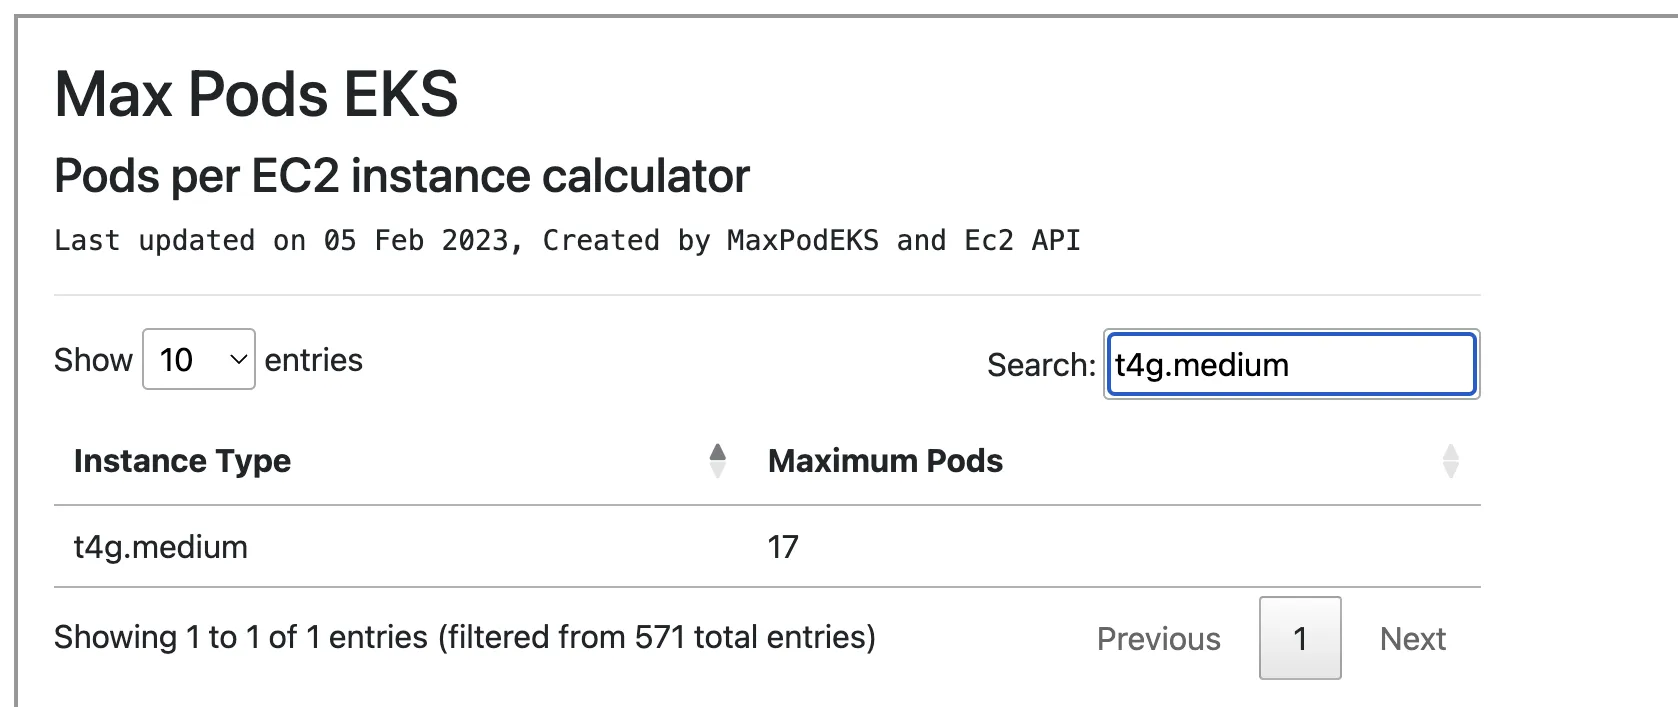 Max Pods EKS
Pods per EC2 instance calculator
Last updated on 05 Feb 2023, Created by MaxPodEKS and Ec2 API
Show 10 entries Search: t4g.medium
Instance Type Maximum Pods
t4g.medium 17
Showing 1 to 1 of 1 entries (filtered from 571 total entries) Previous 1 Next